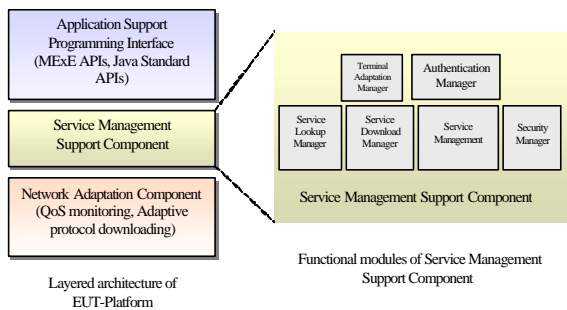 Application Support
Programming Interface
(MExE APIs, Java Standard
APIs)
Service Management
Support Component
Network Adaptation Component
(QoS monitoring, Adaptive
protocol downloading)
Layered architecture of
EUT-Platform
Terminal
Adaptation
Manager
Authentication
Manager
Service
Lookup
Manager
Service
Download
Manager
Service
Management
Security
Manager
Service Management Support Component
Functional modules of Service Management
Support Component